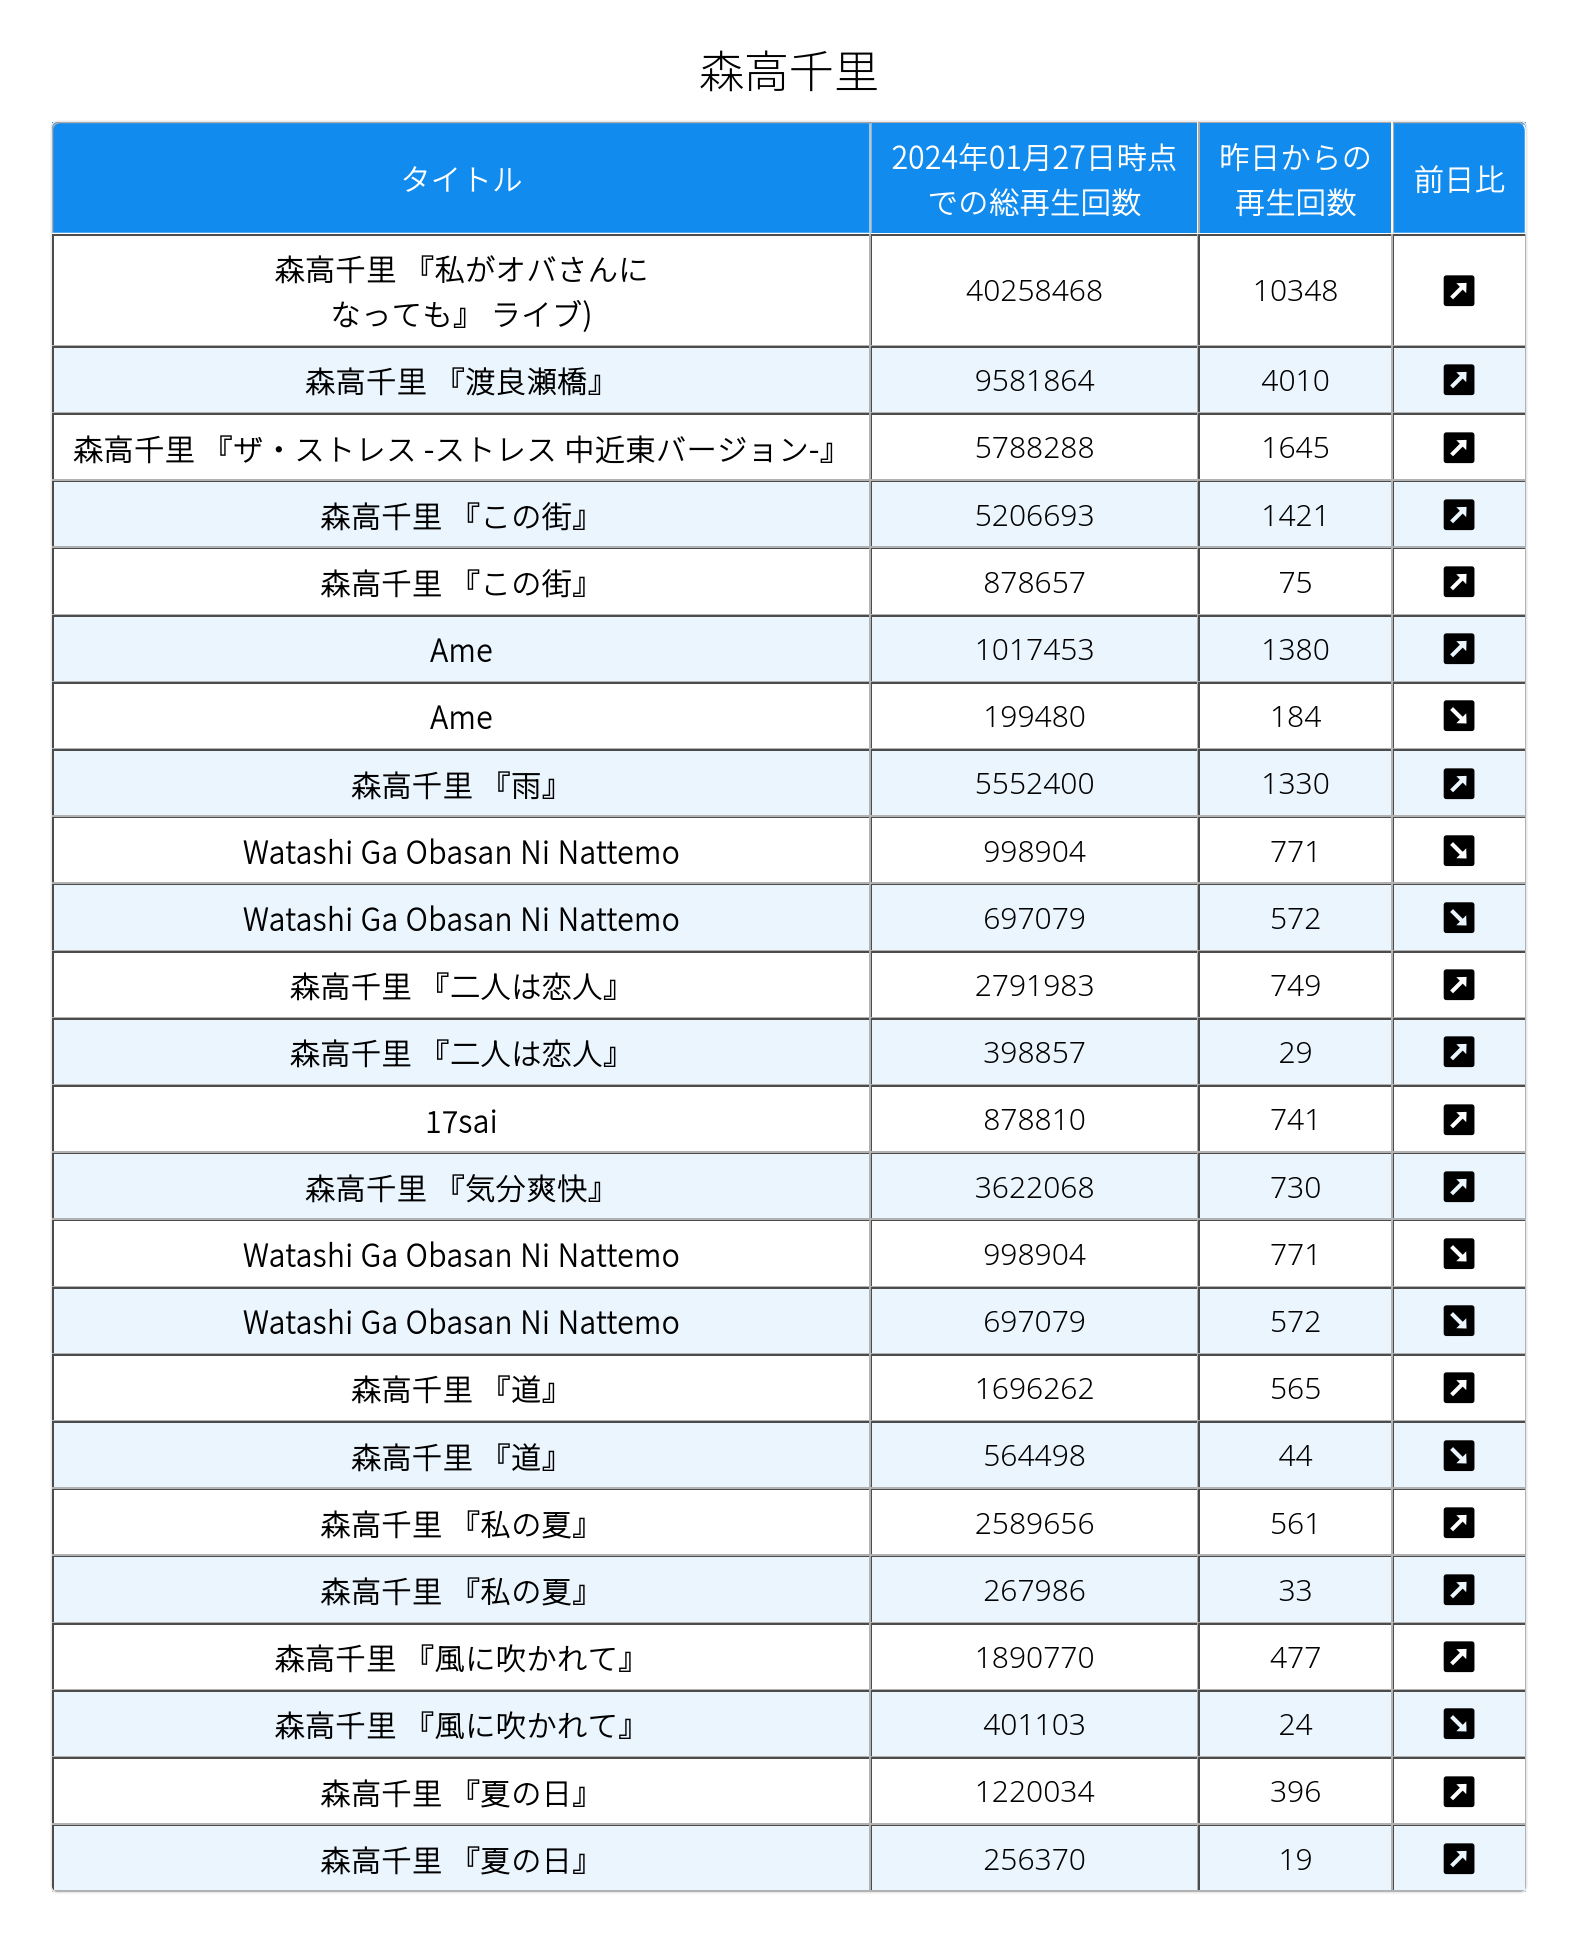 森高千里
タイトル
2024年01月27日時点
での総再生回数
昨日からの
再生回数
前日比
森高千里 『私がオバさんに
なっても』 ライブ)
40258468 10348
森高千里 『渡良瀬橋』 9581864 4010
森高千里 『ザ・ストレス -ストレス 中近東バージョン-』 5788288 1645
森高千里 『この街』 5206693 1421
森高千里 『この街』 878657 75
Ame 1017453 1380
Ame 199480 184
森高千里 『雨』 5552400 1330
Watashi Ga Obasan Ni Nattemo 998904 771
Watashi Ga Obasan Ni Nattemo 697079 572
森高千里 『二人は恋人』 2791983 749
森高千里 『二人は恋人』 398857 29
17sai 878810 741
森高千里 『気分爽快』 3622068 730
Watashi Ga Obasan Ni Nattemo 998904 771
Watashi Ga Obasan Ni Nattemo 697079 572
森高千里 『道』 1696262 565
森高千里 『道』 564498 44
森高千里 『私の夏』 2589656 561
森高千里 『私の夏』 267986 33
森高千里 『風に吹かれて』 1890770 477
森高千里 『風に吹かれて』 401103 24
森高千里 『夏の日』 1220034 396
森高千里 『夏の日』 256370 19